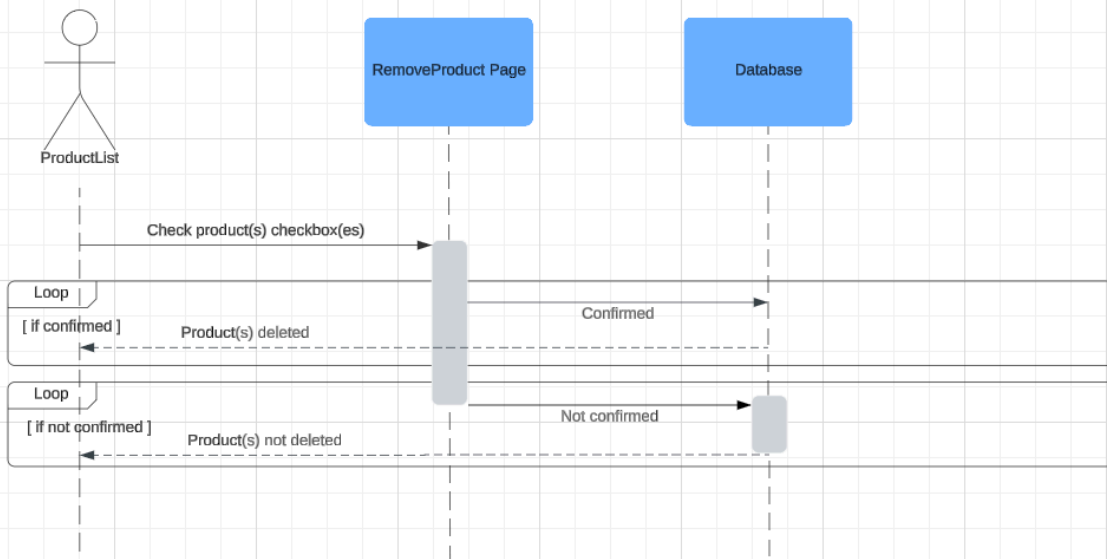 RemoveProduct Page
Database
ProductList
Check product(s) checkbox(es)
Loop
Confirmed
[ if confirmed ]
Product(s) deleted
Loop
Not confirmed
[ if not confirmed ]
Product(s) not deleted